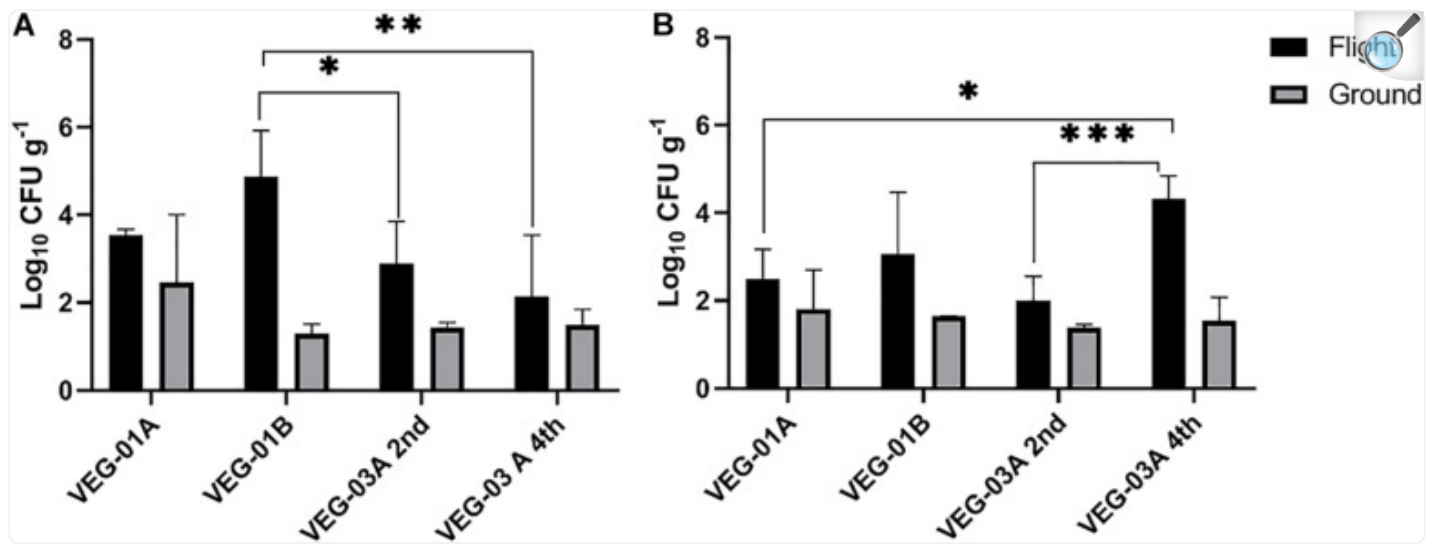 A
8
6
4
2
0
Log10 CFU g-1
**
*
VEG-01A
VEG-01B
VEG-03A 2nd
VEG-03 A 4th
B
8
6
4
2
0
Log10 CFU g-1
*
***
VEG-01A
VEG-01B
VEG-03A 2nd
VEG-03A 4th
Flight
Ground